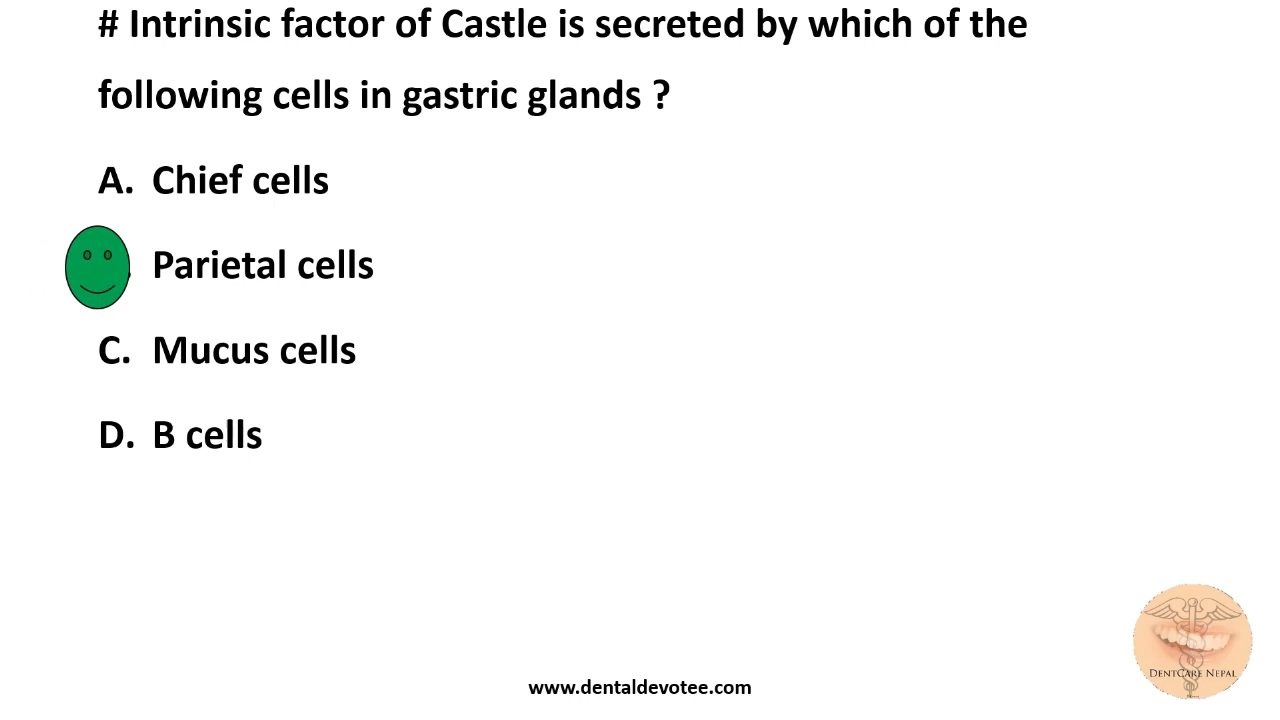 # Intrinsic factor of Castle is secreted by which of the
following cells in gastric glands ?
A. Chief cells
. Parietal cells
C. Mucus cells
D. B cells
DENTCARE NEPAL
www.dentaldevotee.com